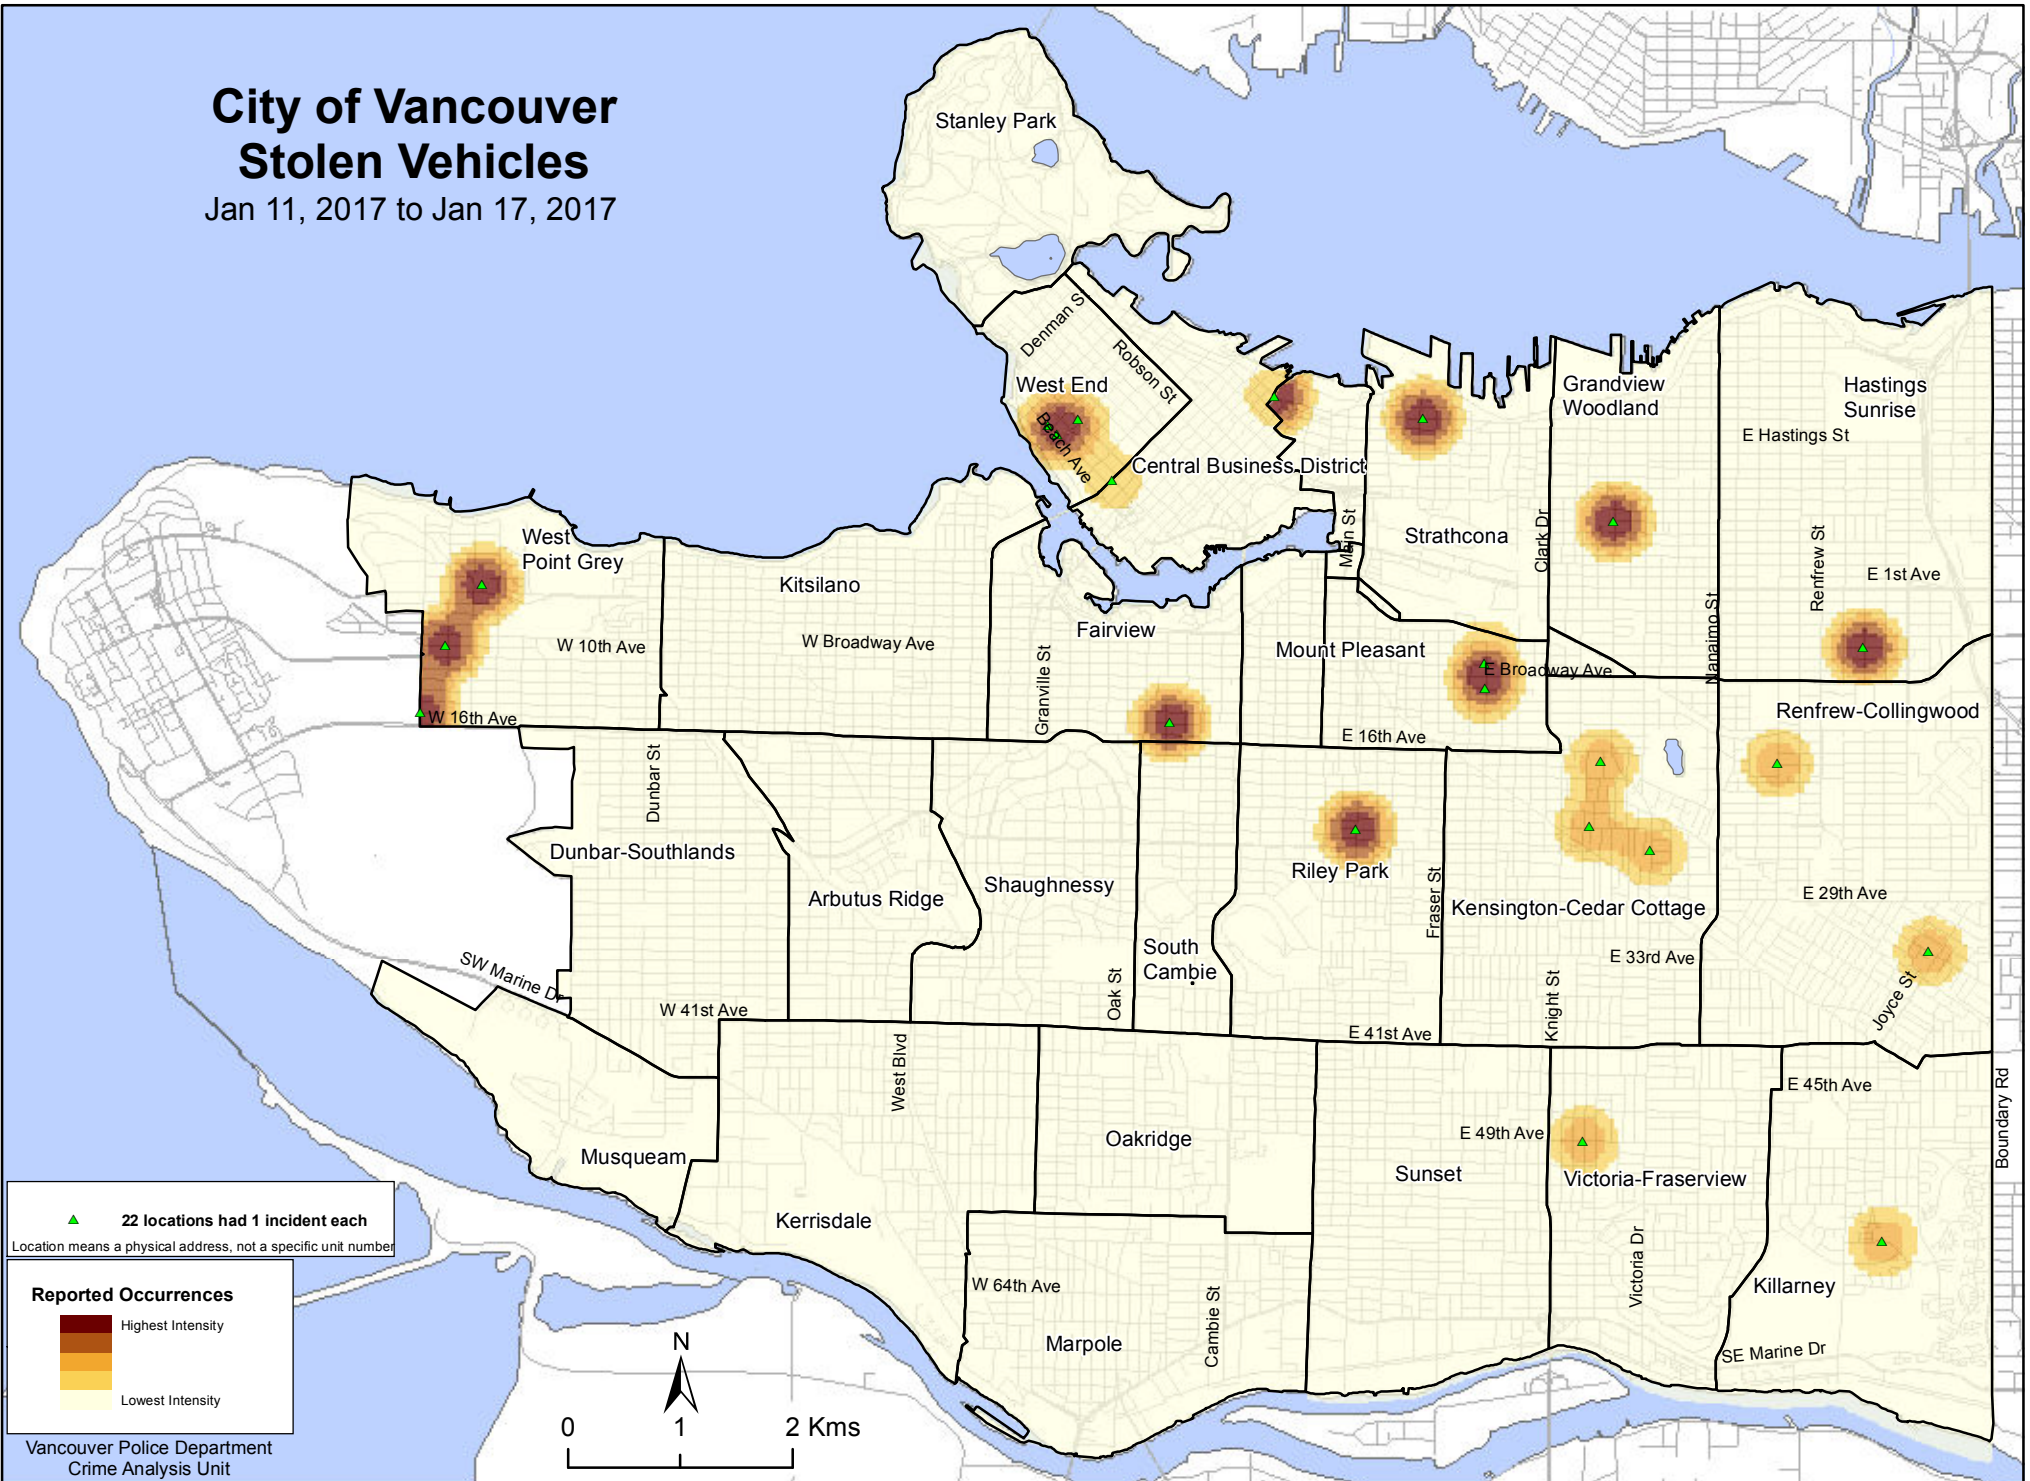 City of Vancouver
Stolen Vehicles
Jan 11, 2017 to Jan 17, 2017
Stanley Park
Denman S
Robson St
West End
Beach Ave
Central Business District
Grandview
Woodland
Hastings
Sunrise
E Hastings St
Main St
Strathcona
Clark Dr
Renfrew St
E 1st Ave
Nanaimo St
West
Point Grey
W 10th Ave
W 16th Ave
Kitsilano
W Broadway Ave
Granville St
Fairview
Mount Pleasant
E Broadway Ave
E 16th Ave
Renfrew-Collingwood
Dunbar St
Dunbar-Southlands
Arbutus Ridge
Shaughnessy
Riley Park
Fraser St
Kensington-Cedar Cottage
E 29th Ave
South
Cambie
Oak St
E 33rd Ave
Knight St
Joyce St
SW Marine Dr
W 41st Ave
E 41st Ave
West Blvd
E 45th Ave
Boundary Rd
Musqueam
Oakridge
E 49th Ave
Sunset
Victoria-Fraserview
Kerrisdale
W 64th Ave
Cambie St
Victoria Dr
Killarney
Marpole
SE Marine Dr
22 locations had 1 incident each
Location means a physical address, not a specific unit number
Reported Occurrences
Highest Intensity
Lowest Intensity
Vancouver Police Department
Crime Analysis Unit
N
0 1 2 Kms